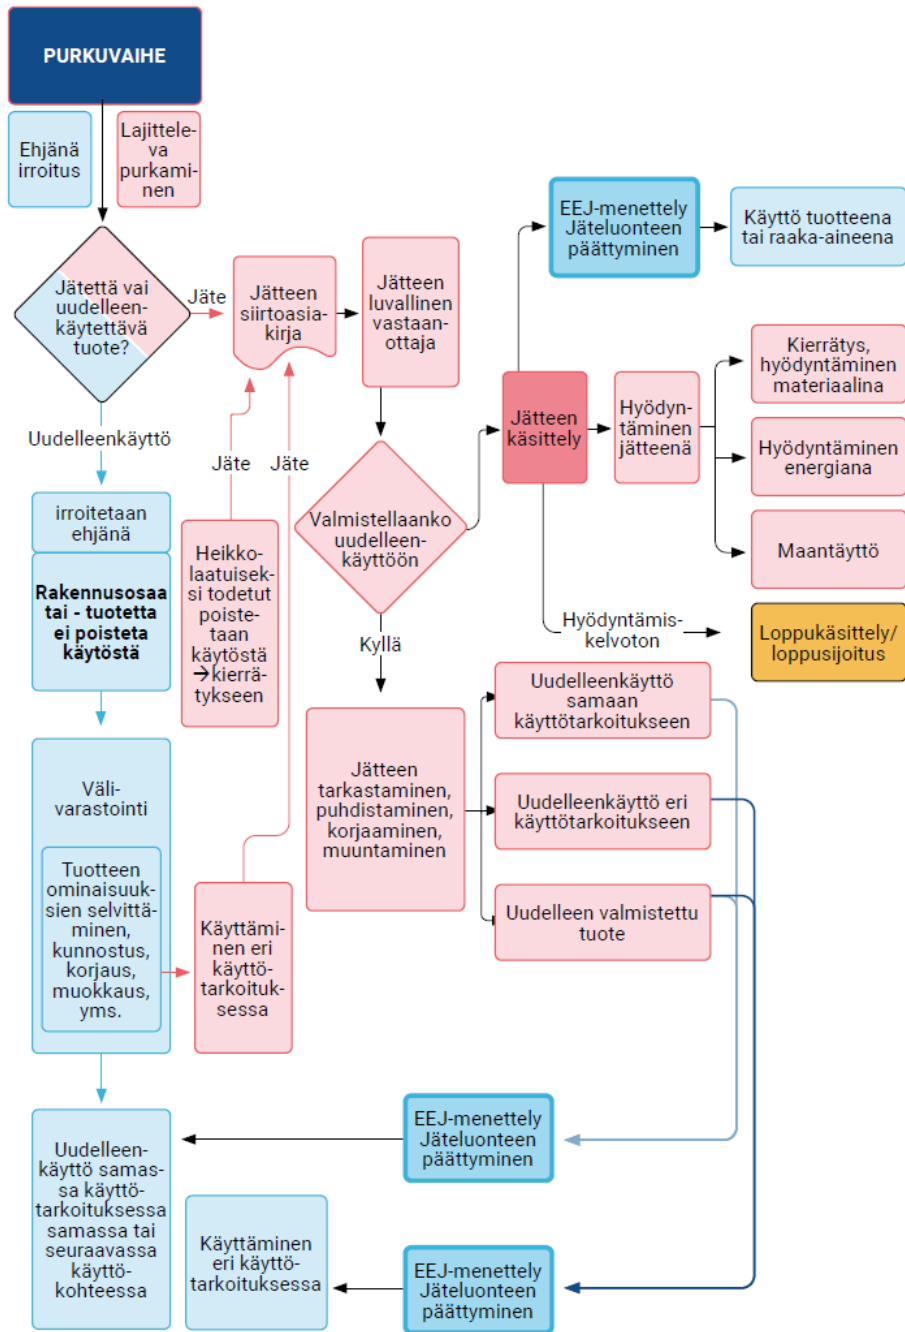 PURKUVAIHE
Ehjänä
irroitus
Lajittele-
va
purkami-
nen
Jätettä vai
uudelleen-
käytettävä
tuote?
Jäte
Jätteen
siirtoasia-
kirja
Jätteen
luvallinen
vastaan-
ottaja
EEJ-menettely
Jäteluonteen
päättyminen
Käyttö tuotteena
tai raaka-aineena
Jätteen
käsittely
Hyödyn-
täminen
jätteenä
Kierrätys,
hyödyntäminen
materiaalina
Hyödyntäminen
energiana
Maantäyttö
Uudelleenkäyttö
Jäte
Jäte
irroitetaan
ehjänä
Rakennusosaa
tai - tuotetta
ei poisteta
käytöstä
Heikko-
laatuisek-
si todetut
poiste-
taan
käytöstä
→kierrä-
tykseen
Valmistellaanko
uudelleen-
käyttöön
Kyllä
Hyödyntämis-
kelvoton
Loppukäsittely/
loppusijoitus
Väli-
varastointi
Tuotteen
ominaisuuk-
sien selvittä-
minen,
kunnostus,
korjaus,
muokkaus,
yms.
Käyttämi-
nen eri
käyttö-
tarkoituk-
sessa
Jätteen
tarkastaminen,
puhdistaminen,
korjaaminen,
muuntaminen
Uudelleenkäyttö
samaan
käyttötarkoitukseen
Uudelleenkäyttö eri
käyttötarkoitukseen
Uudelleen valmistettu
tuote
Uudelleen-
käyttö samas-
sa käyttö-
tarkoituksessa
samassa tai
seuraavassa
käyttö-
kohteessa
EEJ-menettely
Jäteluonteen
päättyminen
Käyttäminen
eri käyttö-
tarkoituksessa
EEJ-menettely
Jäteluonteen
päättyminen